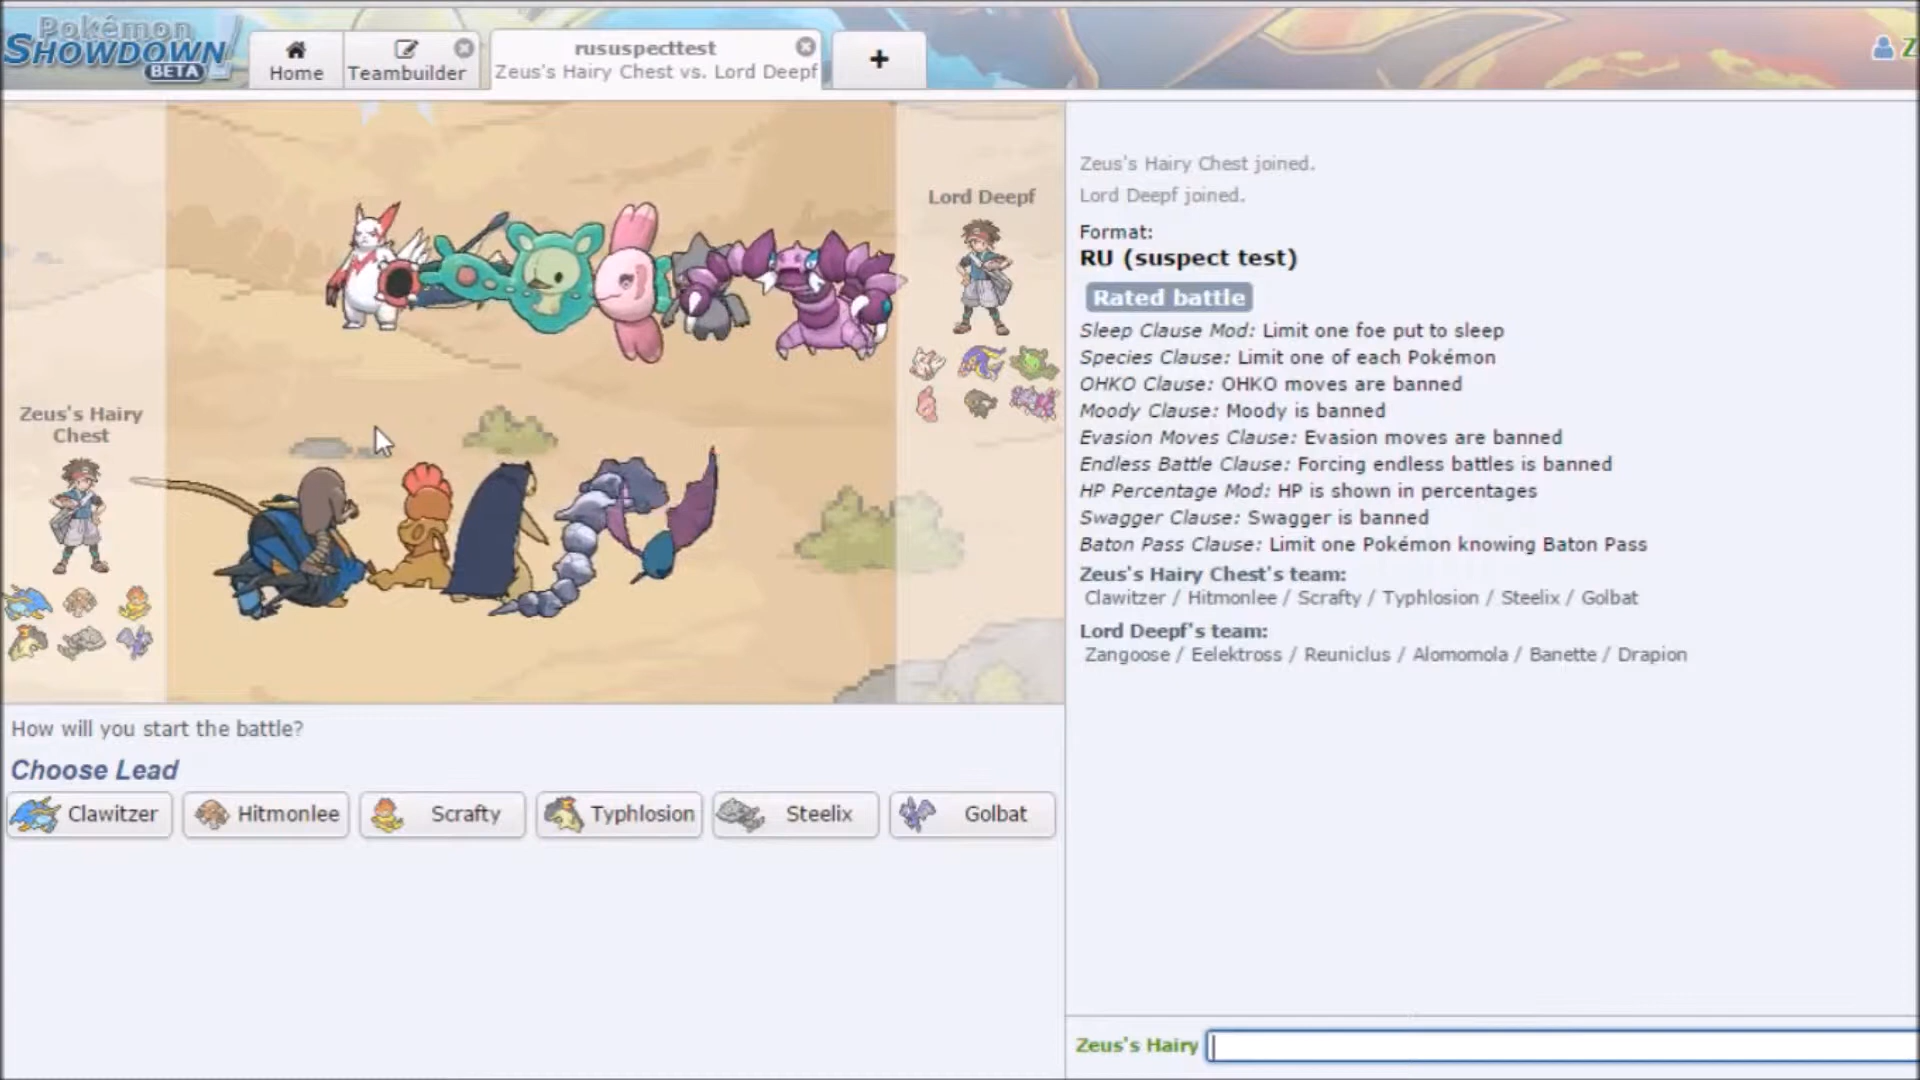 Pokémon
SHOWDOWN
BETA
Home
Teambuilder
rususpecttest
Zeus's Hairy Chest vs. Lord Deepf
+
Z
Lord Deepf
Zeus's Hairy
Chest
Zeus's Hairy Chest joined.
Lord Deepf joined.
Format:
RU (suspect test)
Rated battle
Sleep Clause Mod: Limit one foe put to sleep
Species Clause: Limit one of each Pokémon
OHKO Clause: OHKO moves are banned
Moody Clause: Moody is banned
Evasion Moves Clause: Evasion moves are banned
Endless Battle Clause: Forcing endless battles is banned
HP Percentage Mod: HP is shown in percentages
Swagger Clause: Swagger is banned
Baton Pass Clause: Limit one Pokémon knowing Baton Pass
Zeus's Hairy Chest's team:
Clawitzer / Hitmonlee / Scrafty / Typhlosion / Steelix / Golbat
Lord Deepf's team:
Zangoose / Eelektross / Reuniclus / Alomomola / Banette / Drapion
How will you start the battle?
Choose Lead
Clawitzer
Hitmonlee
Scrafty
Typhlosion
Steelix
Golbat
Zeus's Hairy